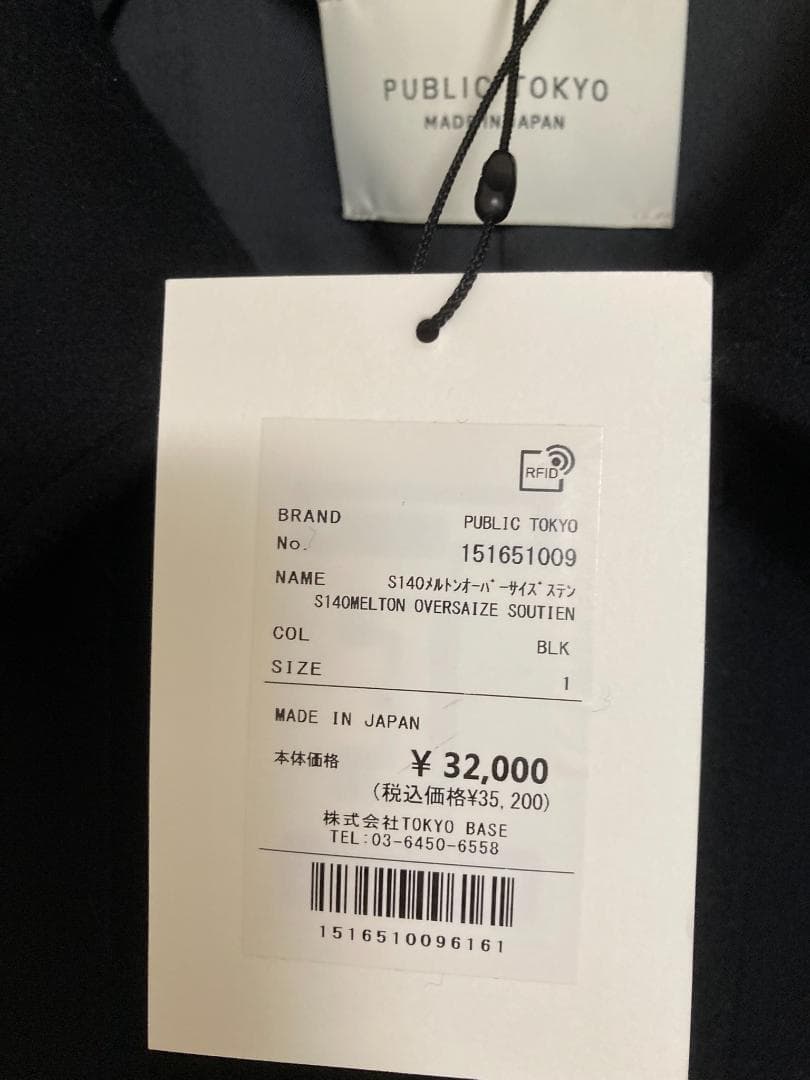 PUBLIC TOKYO
MADE IN JAPAN
RFID
BRAND PUBLIC TOKYO
No. 151651009
NAME S140ﾒﾙﾄﾝｵｰﾊﾞｰｻｲｽﾞｽﾃﾝ
S140MELTON OVERSAIZE SOUTIEN
COL BLK
SIZE 1
MADE IN JAPAN
本体価格 ¥ 32,000
(税込価格¥35,200)
株式会社TOKYO BASE
TEL:03-6450-6558
1516510096161